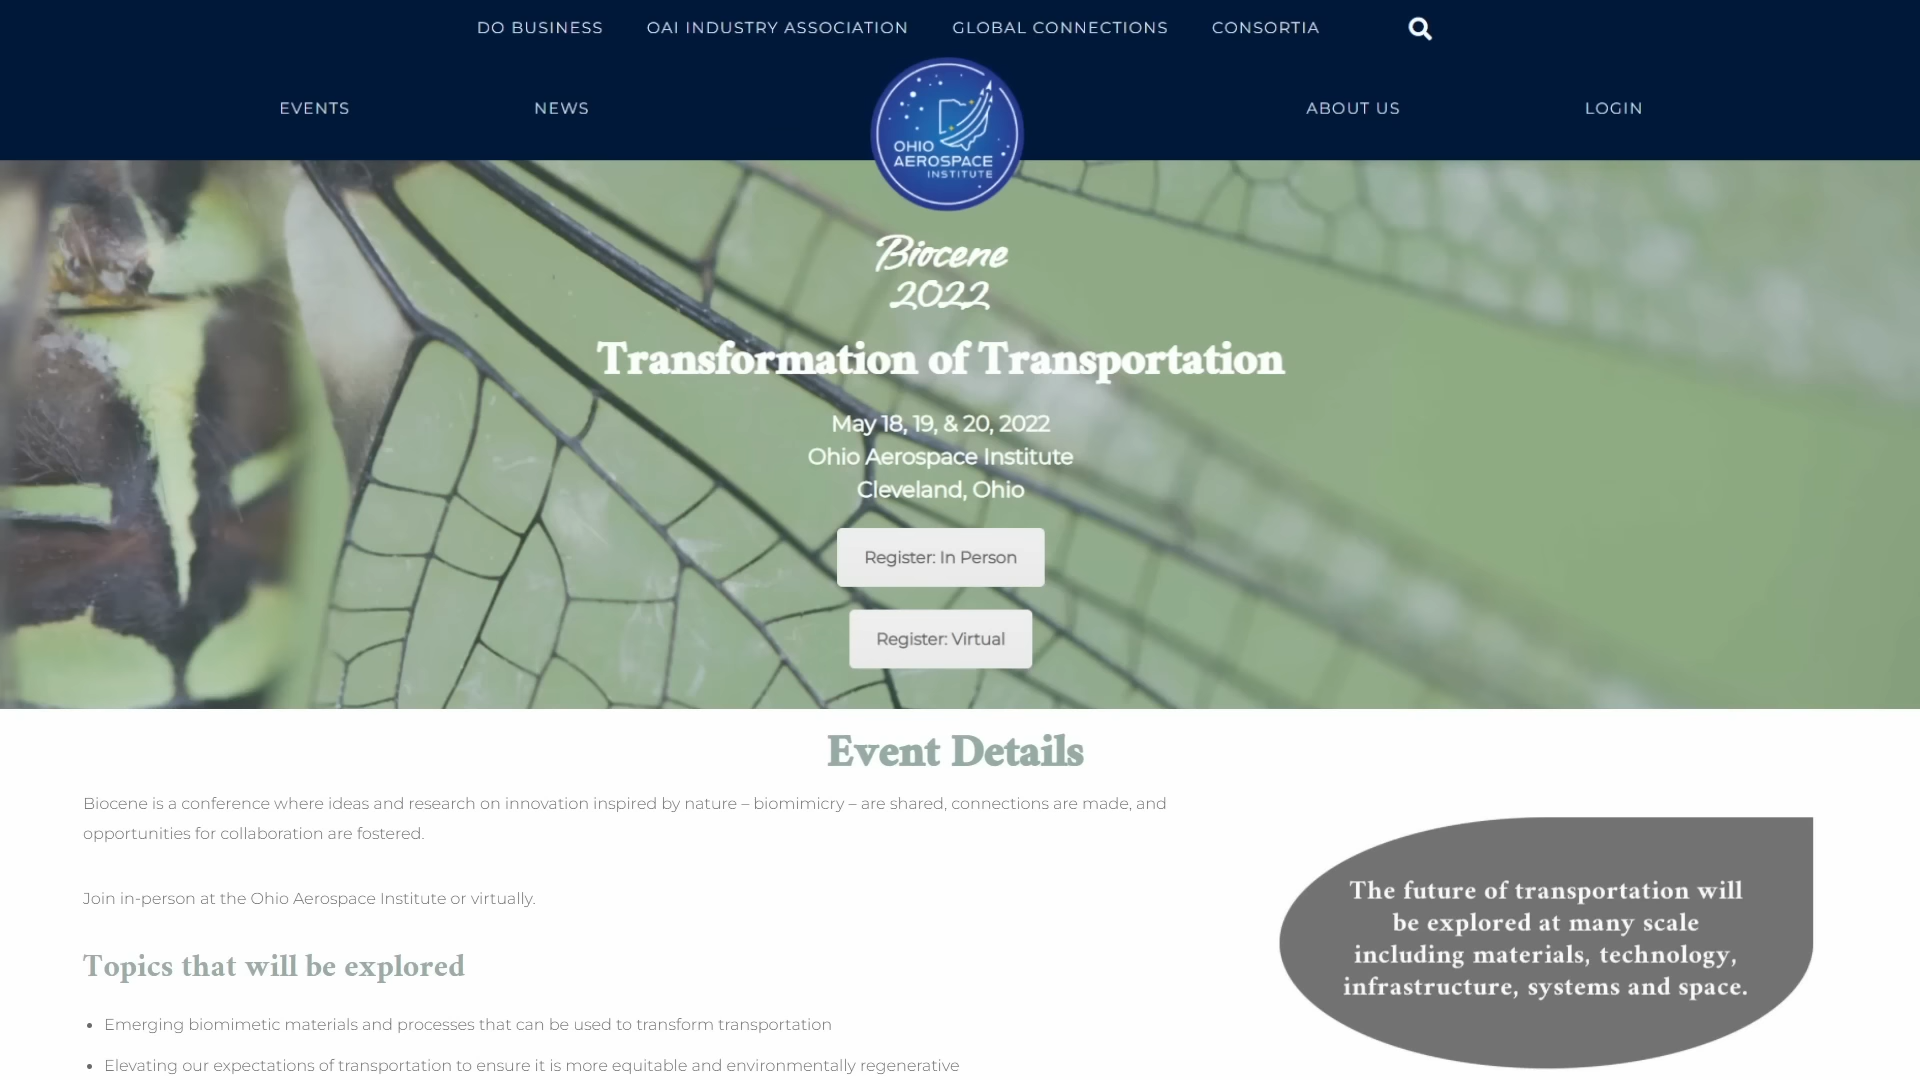 DO BUSINESS OAI INDUSTRY ASSOCIATION GLOBAL CONNECTIONS CONSORTIA
EVENTS NEWS ABOUT US LOGIN
OHIO
AEROSPACE
INSTITUTE
Biocene
2022
Transformation of Transportation
May 18, 19, & 20, 2022
Ohio Aerospace Institute
Cleveland, Ohio
Register: In Person
Register: Virtual
Event Details
Biocene is a conference where ideas and research on innovation inspired by nature – biomimicry – are shared, connections are made, and
opportunities for collaboration are fostered.
Join in-person at the Ohio Aerospace Institute or virtually.
Topics that will be explored
• Emerging biomimetic materials and processes that can be used to transform transportation
• Elevating our expectations of transportation to ensure it is more equitable and environmentally regenerative
The future of transportation will
be explored at many scale
including materials, technology,
infrastructure, systems and space.